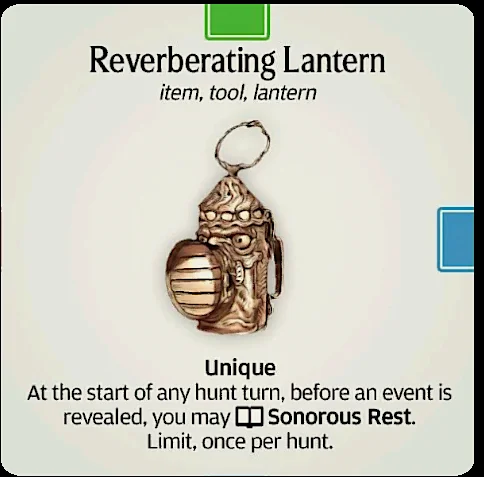 Reverberating Lantern
item, tool, lantern
Unique
At the start of any hunt turn, before an event is
revealed, you may Sonorous Rest.
Limit, once per hunt.